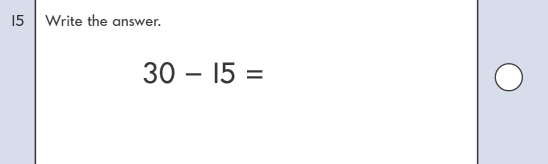 15
Write the answer.
30 – 15 =